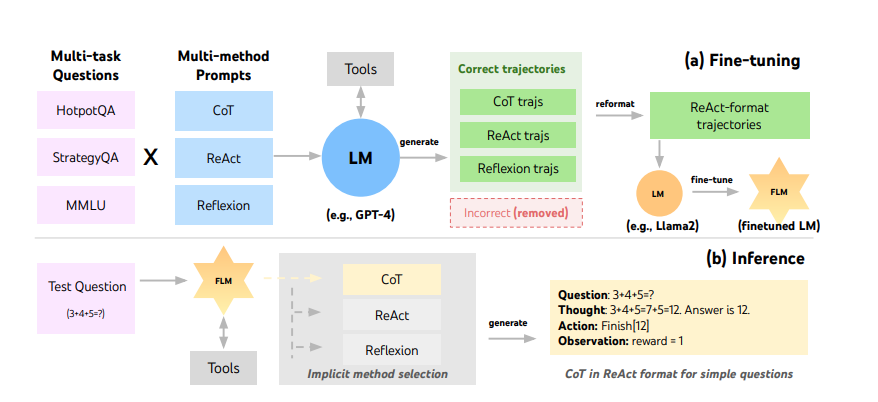 Multi-task
Questions
HotpotQA
StrategyQA
MMLU
X
Multi-method
Prompts
CoT
ReAct
Reflexion
Tools
LM
(e.g., GPT-4)
generate
Correct trajectories
CoT trajs
ReAct trajs
Reflexion trajs
Incorrect (removed)
(a) Fine-tuning
reformat
ReAct-format
trajectories
LM
(e.g., Llama2)
fine-tune
FLM
(finetuned LM)
(b) Inference
Test Question
(3+4+5=?)
FLM
Tools
CoT
ReAct
Reflexion
Implicit method selection
generate
Question: 3+4+5=?
Thought: 3+4+5=7+5=12. Answer is 12.
Action: Finish[12]
Observation: reward = 1
CoT in ReAct format for simple questions